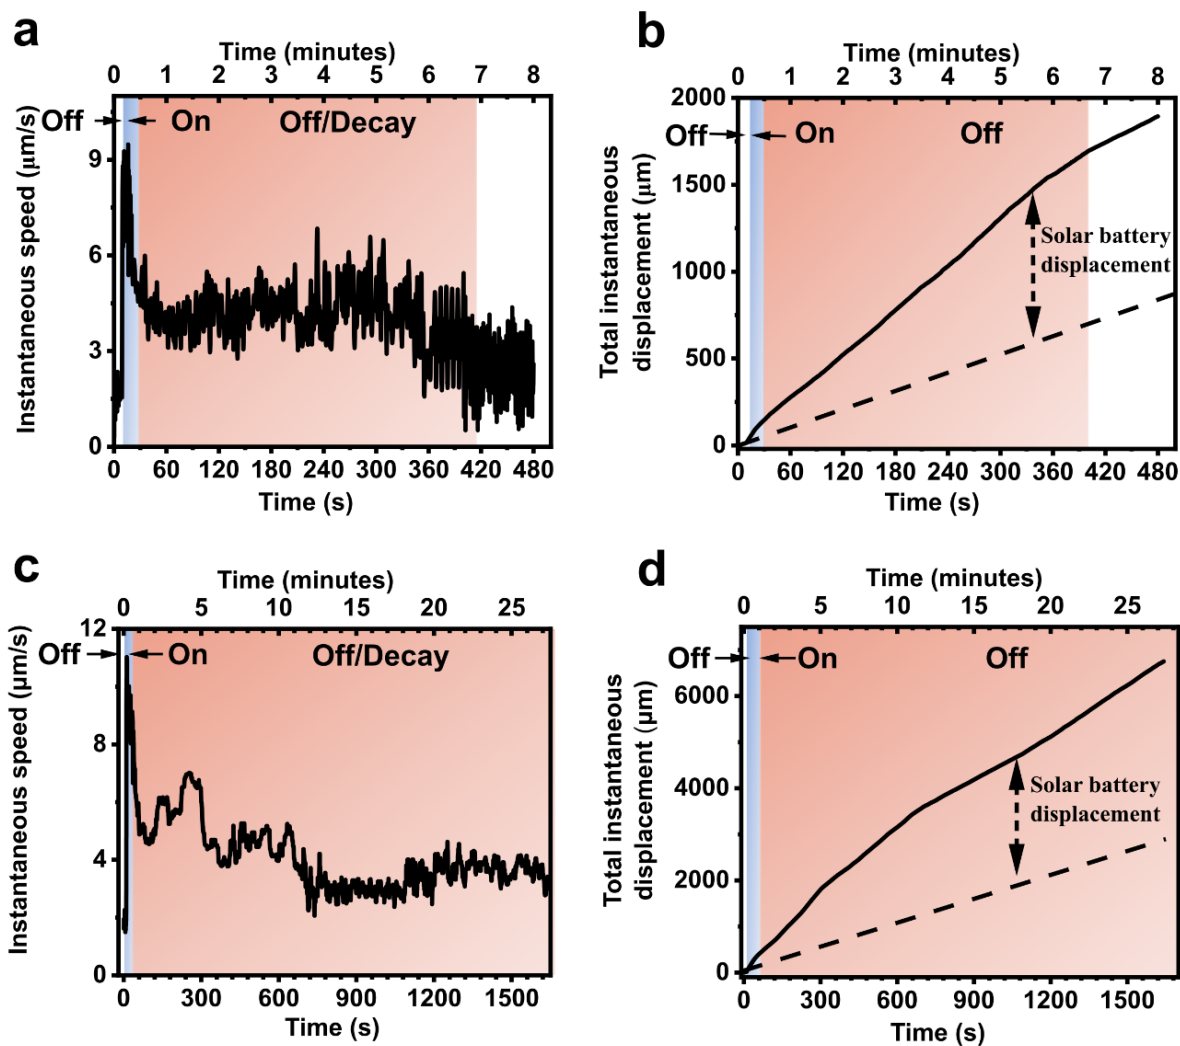 a
Time (minutes)
0 1 2 3 4 5 6 7 8
Off On Off/Decay
Instantaneous speed (μm/s)
9
6
3
0
0 60 120 180 240 300 360 420 480
Time (s)
b
Time (minutes)
0 1 2 3 4 5 6 7 8
Off On Off
Total instantaneous
displacement (μm)
2000
1500
1000
500
0
Solar battery
displacement
0 60 120 180 240 300 360 420 480
Time (s)
c
Time (minutes)
0 5 10 15 20 25
Off On Off/Decay
Instantaneous speed (μm/s)
12
8
4
0
0 300 600 900 1200 1500
Time (s)
d
Time (minutes)
0 5 10 15 20 25
Off On Off
Total instantaneous
displacement (μm)
6000
4000
2000
0
Solar battery
displacement
0 300 600 900 1200 1500
Time (s)